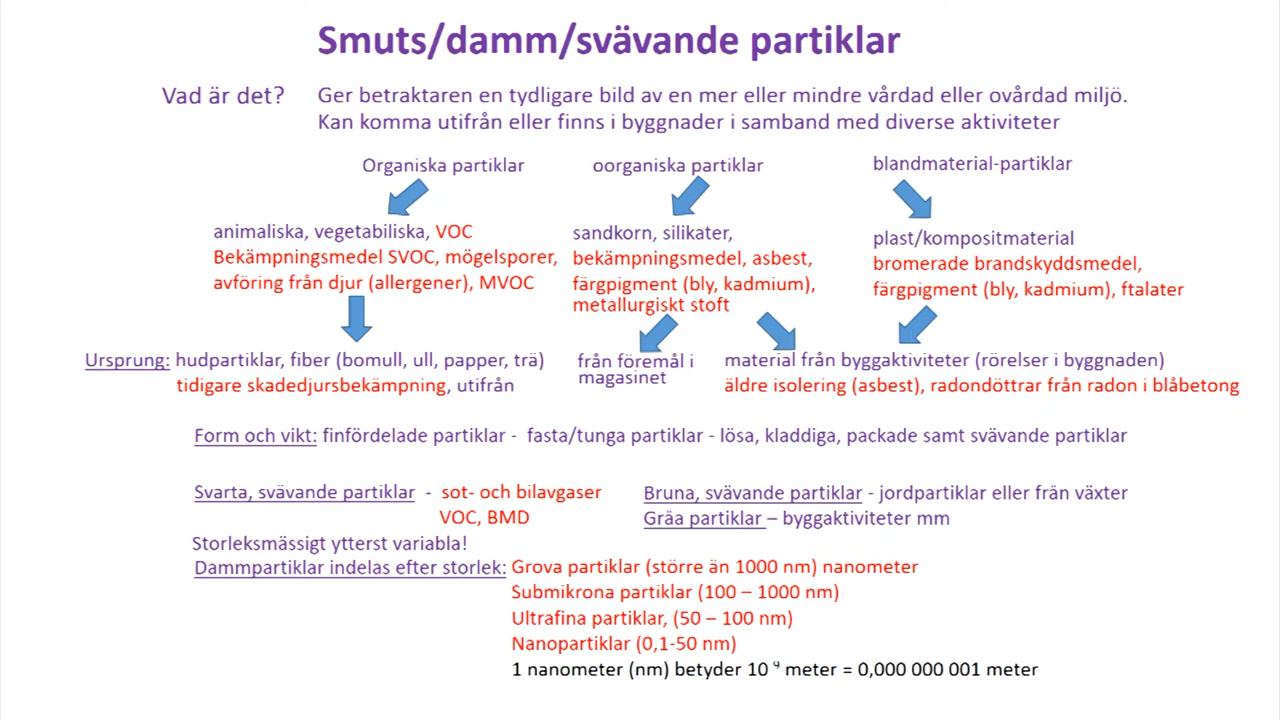 Smuts/damm/svävande partiklar
Vad är det? Ger betraktaren en tydligare bild av en mer eller mindre vårdad eller ovårdad miljö.
Kan komma utifrån eller finns i byggnader i samband med diverse aktiviteter
Organiska partiklar
oorganiska partiklar
blandmaterial-partiklar
animaliska, vegetabiliska, VOC
Bekämpningsmedel SVOC, mögelsporer,
avföring från djur (allergener), MVOC
sandkorn, silikater,
bekämpningsmedel, asbest,
färgpigment (bly, kadmium),
metallurgiskt stoft
plast/kompositmaterial
bromerade brandskyddsmedel,
färgpigment (bly, kadmium), ftalater
Ursprung: hudpartiklar, fiber (bomull, ull, papper, trä)
tidigare skadedjursbekämpning, utifrån
från föremål i
magasinet
material från byggaktiviteter (rörelser i byggnaden)
äldre isolering (asbest), radondöttrar från radon i blåbetong
Form och vikt: finfördelade partiklar - fasta/tunga partiklar - lösa, kladdiga, packade samt svävande partiklar
Svarta, svävande partiklar - sot- och bilavgaser
VOC, BMD
Bruna, svävande partiklar - jordpartiklar eller frän växter
Gräa partiklar – byggaktiviteter mm
Storleksmässigt ytterst variabla!
Dammpartiklar indelas efter storlek: Grova partiklar (större än 1000 nm) nanometer
Submikrona partiklar (100 – 1000 nm)
Ultrafina partiklar, (50 – 100 nm)
Nanopartiklar (0,1-50 nm)
1 nanometer (nm) betyder 10 ⁹ meter = 0,000 000 001 meter